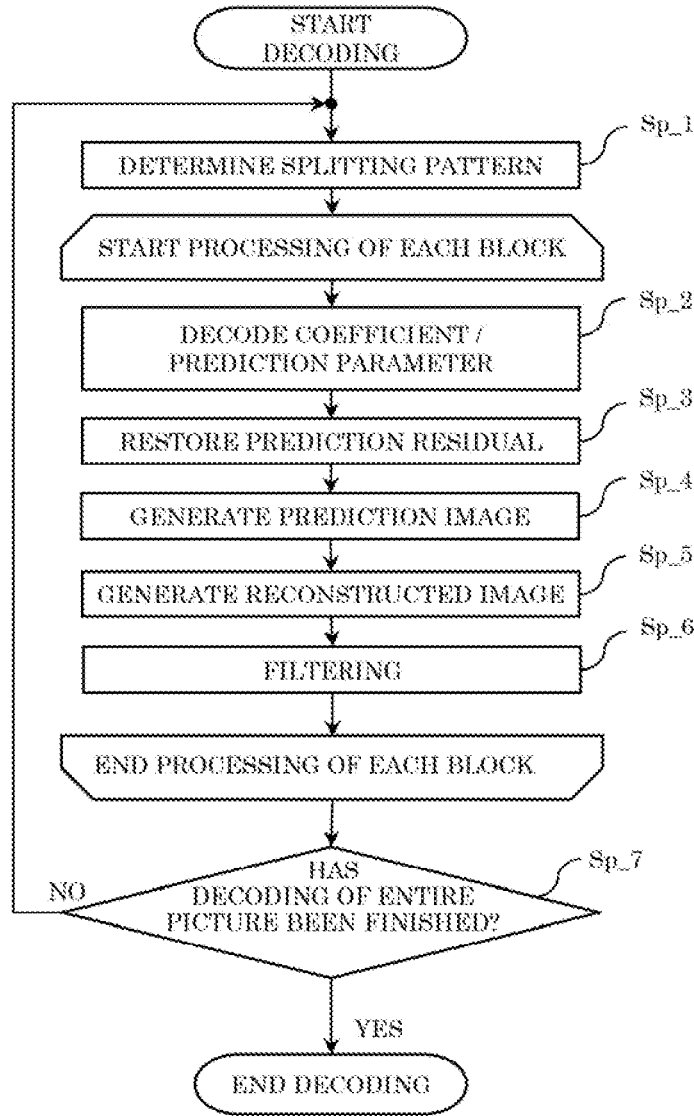 START
DECODING
Sp_1
DETERMINE SPLITTING PATTERN
START PROCESSING OF EACH BLOCK
Sp_2
DECODE COEFFICIENT /
PREDICTION PARAMETER
Sp_3
RESTORE PREDICTION RESIDUAL
Sp_4
GENERATE PREDICTION IMAGE
Sp_5
GENERATE RECONSTRUCTED IMAGE
Sp_6
FILTERING
END PROCESSING OF EACH BLOCK
Sp_7
HAS
DECODING OF ENTIRE
PICTURE BEEN FINISHED?
NO
YES
END DECODING